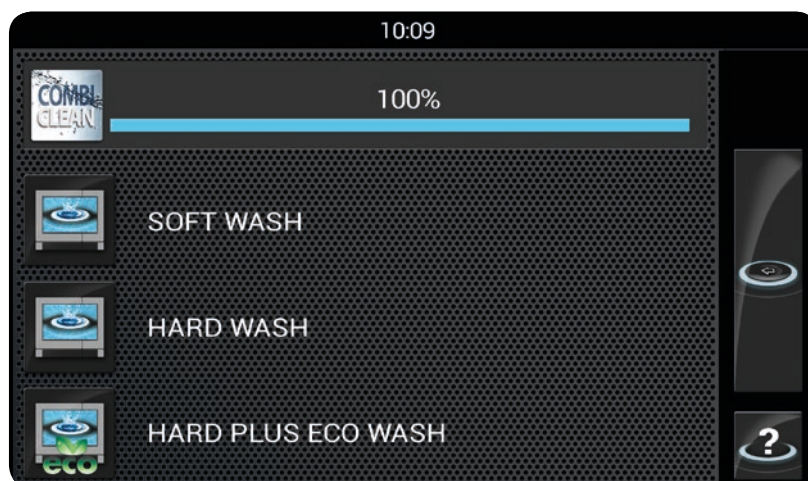 10:09
COMBI
CLEAN
100%
SOFT WASH
HARD WASH
HARD PLUS ECO WASH
eco
?